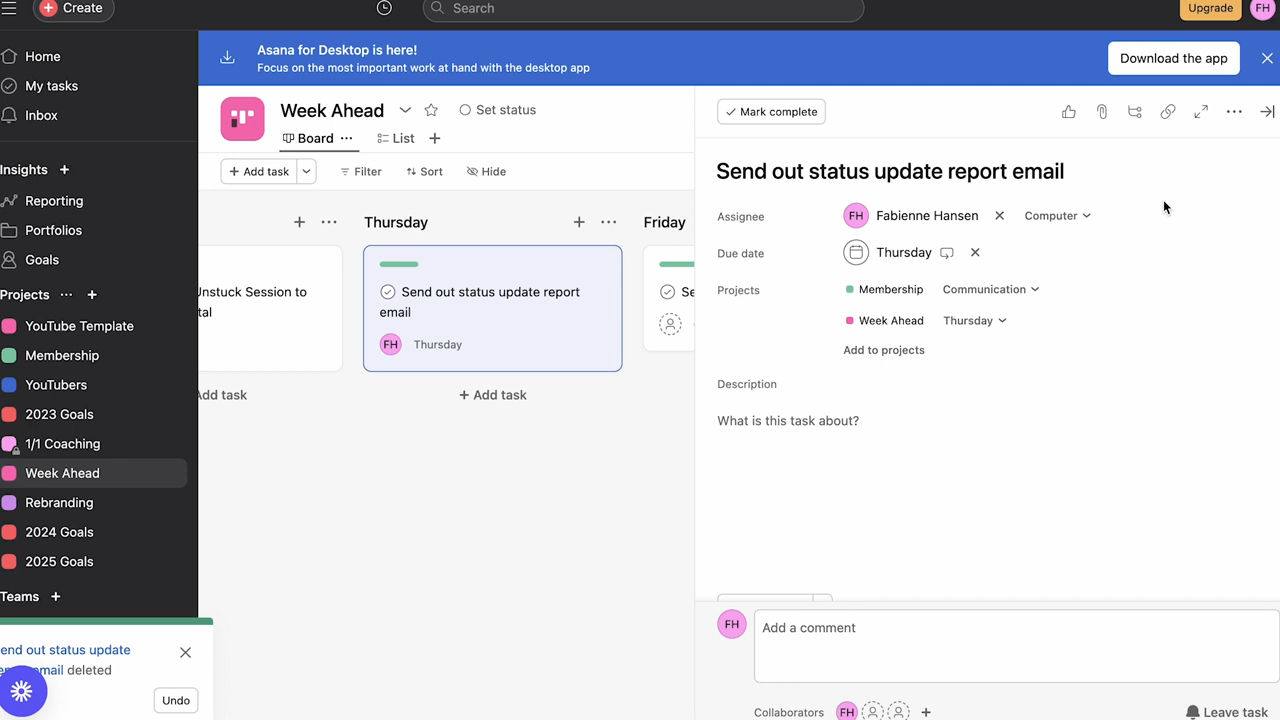 Create
Search
Upgrade
FH
Asana for Desktop is here!
Focus on the most important work at hand with the desktop app
Download the app
Home
My tasks
Inbox
Insights
Reporting
Portfolios
Goals
Projects
YouTube Template
Membership
YouTubers
2023 Goals
1/1 Coaching
Week Ahead
Rebranding
2024 Goals
2025 Goals
Teams
end out status update
email deleted
Undo
Week Ahead
Set status
Board
List
Add task
Filter
Sort
Hide
Unstuck Session to
tal
Add task
Thursday
Send out status update report
email
FH
Thursday
Add task
Friday
Se
Mark complete
Send out status update report email
Assignee
FH
Fabienne Hansen
Computer
Due date
Thursday
Projects
Membership
Communication
Week Ahead
Thursday
Add to projects
Description
What is this task about?
FH
Add a comment
Collaborators
FH
Leave task